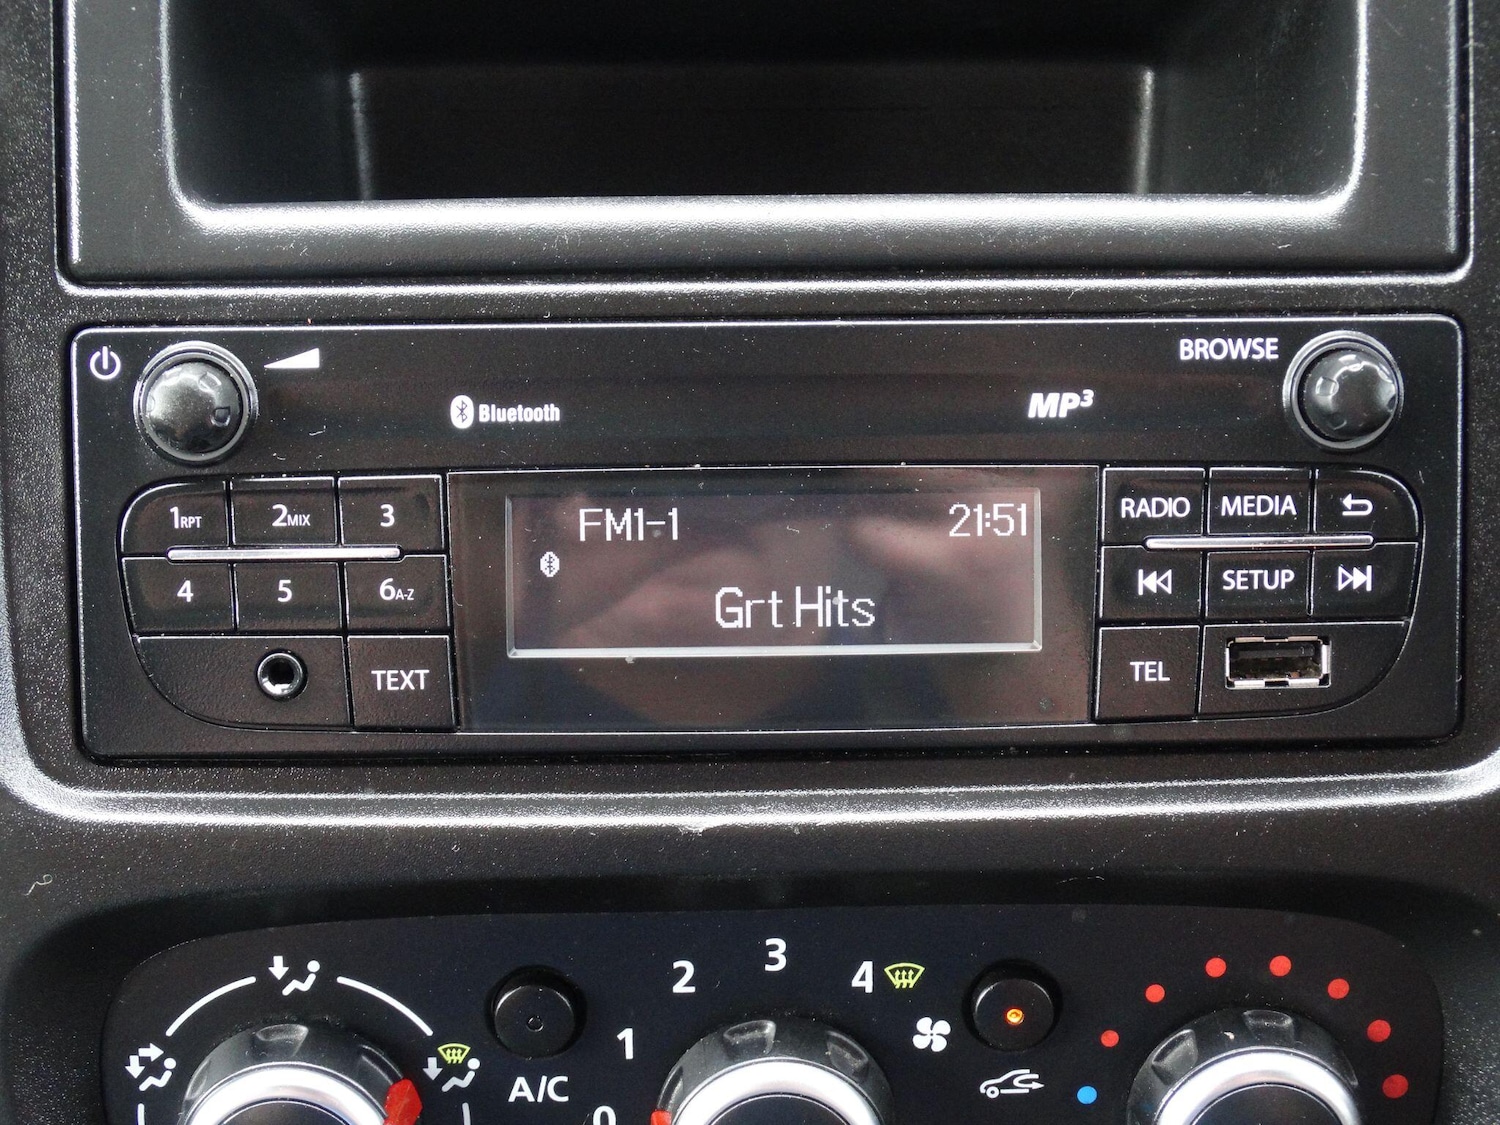 BROWSE
Bluetooth
MP3
1RPT 2MIX 3
FM1-1 21:51
RADIO MEDIA
4 5 6A-Z
Grt Hits
SETUP
TEXT
TEL
3
2 4
1
A/C
0